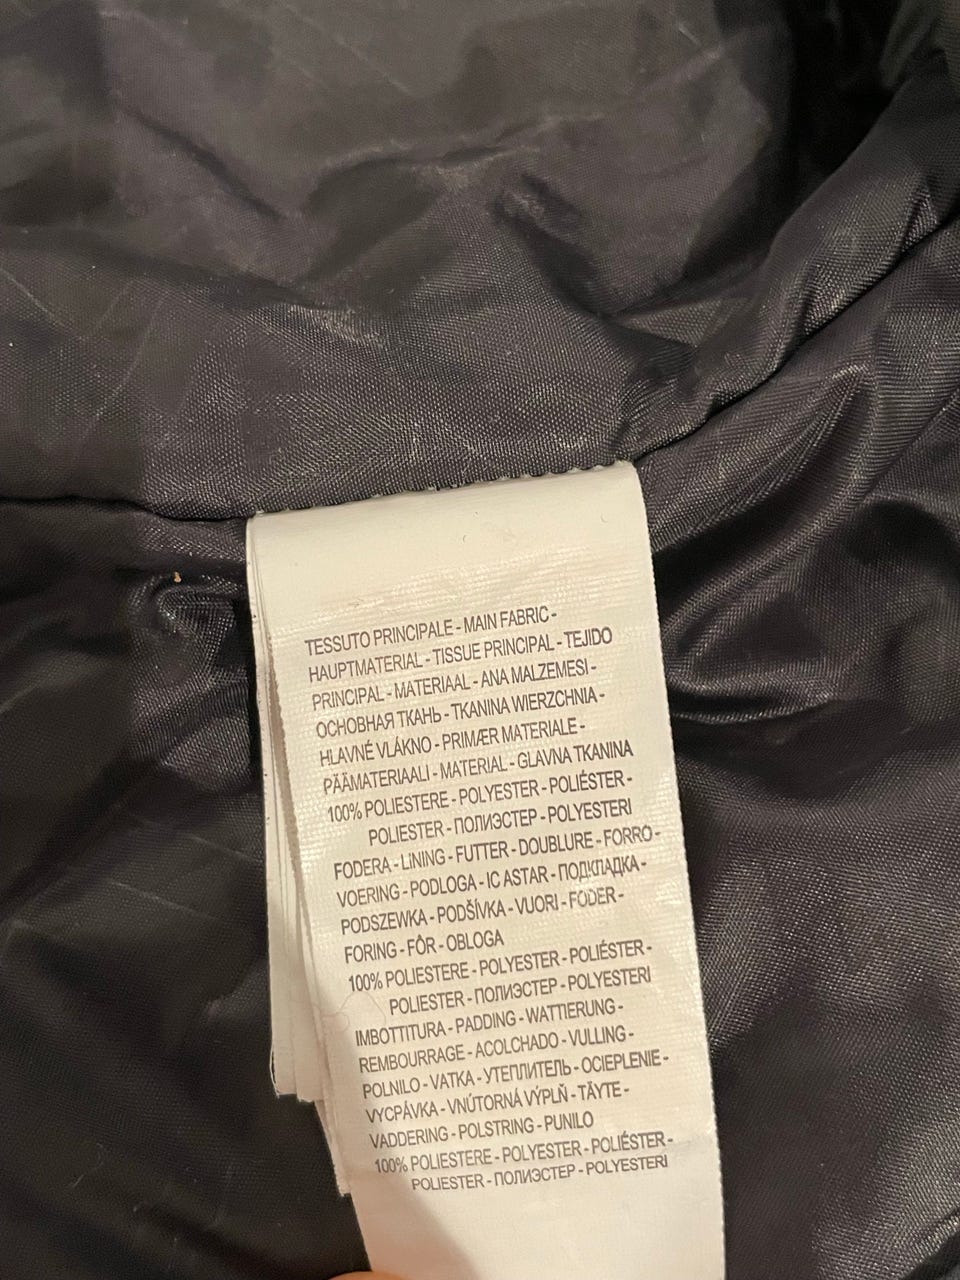 TESSUTO PRINCIPALE - MAIN FABRIC -
HAUPTMATERIAL - TISSUE PRINCIPAL - TEJIDO
PRINCIPAL - MATERIAAL - ANA MALZEMESI -
ОСНОВНАЯ ТКАНЬ - TKANINA WIERZCHNIA -
HLAVNÉ VLÁKNO - PRIMÆR MATERIALE -
PÄÄMATERIAALI - MATERIAL - GLAVNA TKANINA
100% POLIESTERE - POLYESTER - POLIÉSTER -
POLIESTER - ПОЛИЭСТЕР - POLYESTERI
FODERA - LINING - FUTTER - DOUBLURE - FORRO -
VOERING - PODLOGA - IC ASTAR - ПОДКЛАДКА -
PODSZEWKA - PODŠÍVKA - VUORI - FODER -
FORING - FÔR - OBLOGA
100% POLIESTERE - POLYESTER - POLIÉSTER -
POLIESTER - ПОЛИЭСТЕР - POLYESTERI
IMBOTTITURA - PADDING - WATTIERUNG -
REMBOURRAGE - ACOLCHADO - VULLING -
POLNILO - VATKA - УТЕПЛИТЕЛЬ - OCIEPLENIE -
VYCPÁVKA - VNÚTORNÁ VÝPLŇ - TÄYTE -
VADDERING - POLSTRING - PUNILO
100% POLIESTERE - POLYESTER - POLIÉSTER -
POLIESTER - ПОЛИЭСТЕР - POLYESTERI